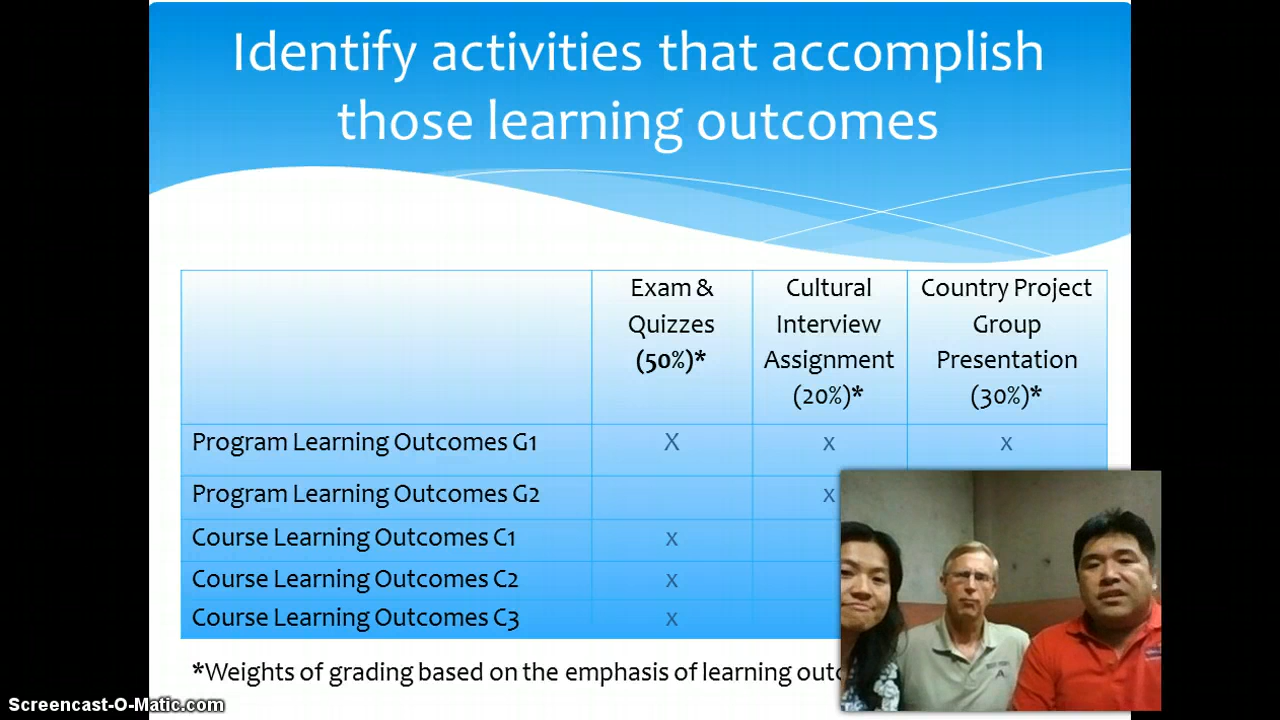 Identify activities that accomplish
those learning outcomes
Exam &
Quizzes
(50%)*
Cultural
Interview
Assignment
(20%)*
Country Project
Group
Presentation
(30%)*
Program Learning Outcomes G1 X x x
Program Learning Outcomes G2 x
Course Learning Outcomes C1 x
Course Learning Outcomes C2 x
Course Learning Outcomes C3 x
*Weights of grading based on the emphasis of learning
Screencast-O-Matic.com